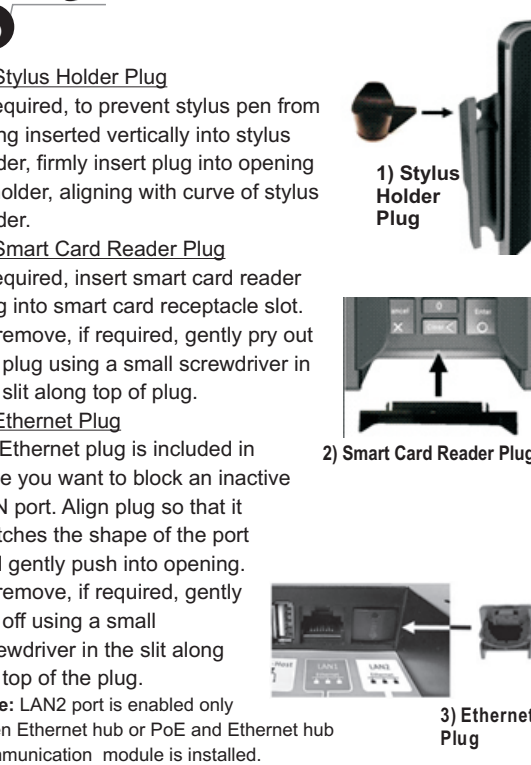 Stylus Holder Plug
equired, to prevent stylus pen from
ng inserted vertically into stylus
der, firmly insert plug into opening
holder, aligning with curve of stylus
der.
Smart Card Reader Plug
equired, insert smart card reader
g into smart card receptacle slot.
remove, if required, gently pry out
plug using a small screwdriver in
slit along top of plug.
Ethernet Plug
Ethernet plug is included in
e you want to block an inactive
N port. Align plug so that it
tches the shape of the port
d gently push into opening.
remove, if required, gently
off using a small
ewdriver in the slit along
top of the plug.
e: LAN2 port is enabled only
en Ethernet hub or PoE and Ethernet hub
mmunication module is installed.
1) Stylus
Holder
Plug
ancel 0 Enter
Clear <
2) Smart Card Reader Plug
-Host LAN1 LAN2
Ethernet
3) Ethernet
Plug